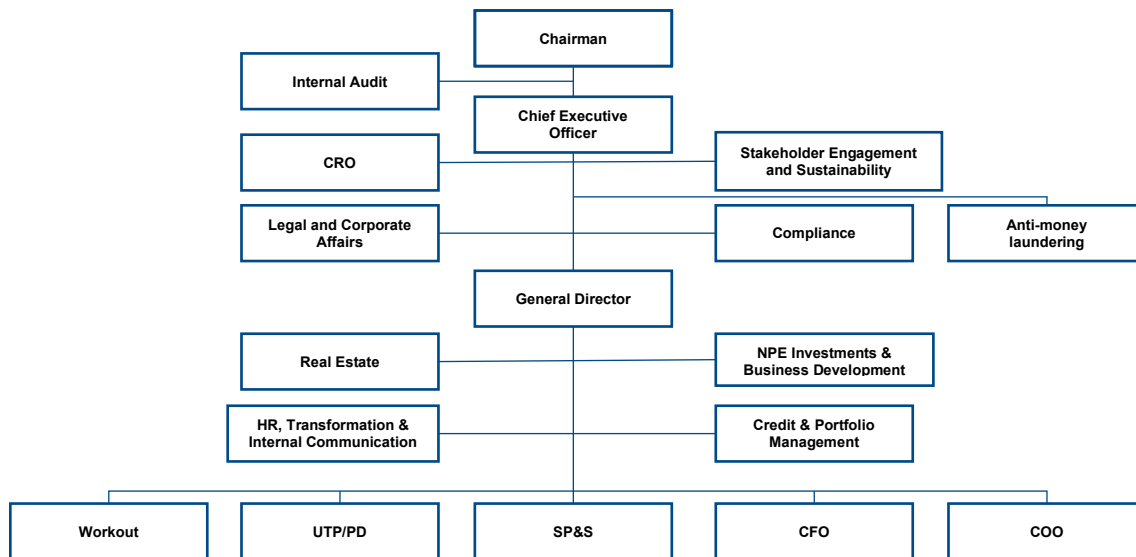 Chairman
Internal Audit
Chief Executive
Officer
CRO
Stakeholder Engagement
and Sustainability
Legal and Corporate
Affairs
Compliance
Anti-money
laundering
General Director
Real Estate
NPE Investments &
Business Development
HR, Transformation &
Internal Communication
Credit & Portfolio
Management
Workout
UTP/PD
SP&S
CFO
COO